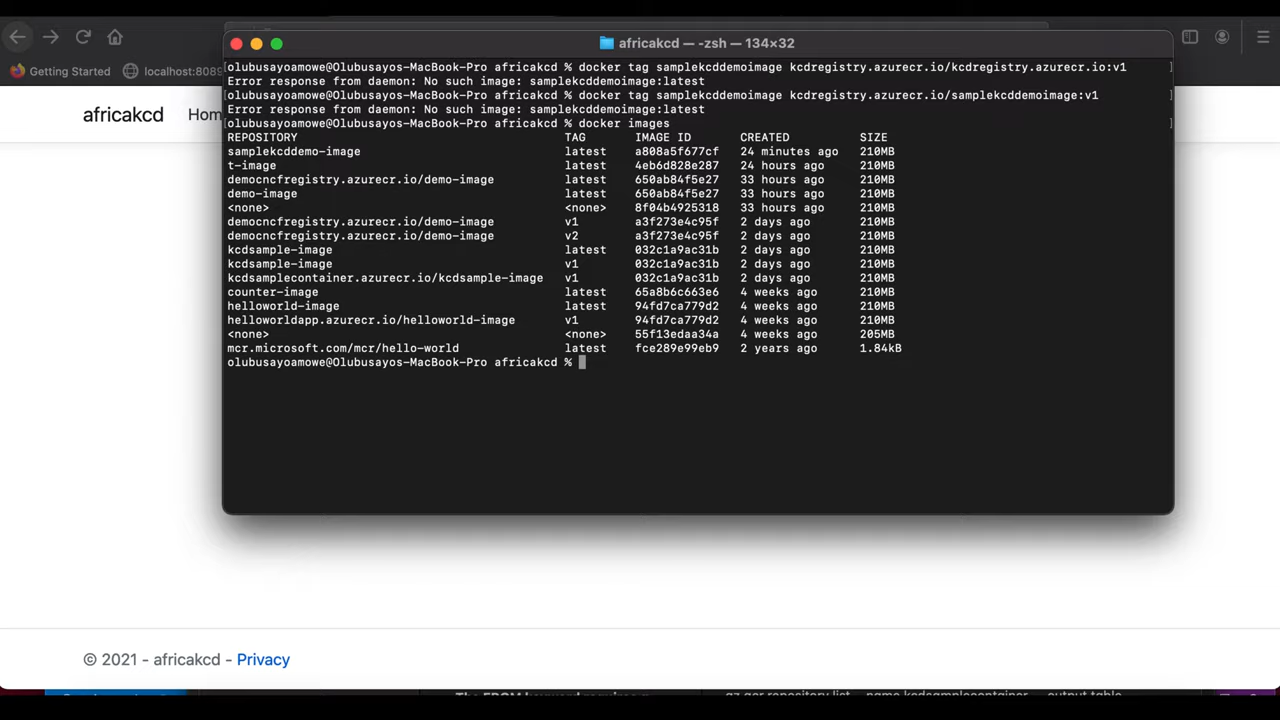 africakcd — -zsh — 134×32
Getting Started
localhost:8089
africakcd
Hom
[olubusayoamowe@Olubusayos-MacBook-Pro africakcd % docker tag samplekcddemoimage kcdregistry.azurecr.io/kcdregistry.azurecr.io:v1 ]
Error response from daemon: No such image: samplekcddemoimage:latest
[olubusayoamowe@Olubusayos-MacBook-Pro africakcd % docker tag samplekcddemoimage kcdregistry.azurecr.io/samplekcddemoimage:v1 ]
Error response from daemon: No such image: samplekcddemoimage:latest
[olubusayoamowe@Olubusayos-MacBook-Pro africakcd % docker images ]
REPOSITORY TAG IMAGE ID CREATED SIZE
samplekcddemo-image latest a808a5f677cf 24 minutes ago 210MB
t-image latest 4eb6d828e287 24 hours ago 210MB
democncfregistry.azurecr.io/demo-image latest 650ab84f5e27 33 hours ago 210MB
demo-image latest 650ab84f5e27 33 hours ago 210MB
<none> <none> 8f04b4925318 33 hours ago 210MB
democncfregistry.azurecr.io/demo-image v1 a3f273e4c95f 2 days ago 210MB
democncfregistry.azurecr.io/demo-image v2 a3f273e4c95f 2 days ago 210MB
kcdsample-image latest 032c1a9ac31b 2 days ago 210MB
kcdsample-image v1 032c1a9ac31b 2 days ago 210MB
kcdsamplecontainer.azurecr.io/kcdsample-image v1 032c1a9ac31b 2 days ago 210MB
counter-image latest 65a8b6c663e6 4 weeks ago 210MB
helloworld-image latest 94fd7ca779d2 4 weeks ago 210MB
helloworldapp.azurecr.io/helloworld-image v1 94fd7ca779d2 4 weeks ago 210MB
<none> <none> 55f13edaa34a 4 weeks ago 205MB
mcr.microsoft.com/mcr/hello-world latest fce289e99eb9 2 years ago 1.84kB
olubusayoamowe@Olubusayos-MacBook-Pro africakcd %
© 2021 - africakcd - Privacy